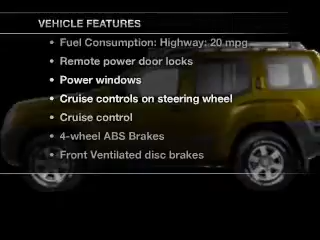 VEHICLE FEATURES
• Fuel Consumption: Highway: 20 mpg
• Remote power door locks
• Power windows
• Cruise controls on steering wheel
• Cruise control
• 4-wheel ABS Brakes
• Front Ventilated disc brakes